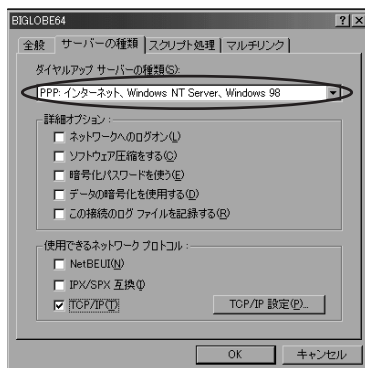 BIGLOBE64
全般 サーバーの種類 スクリプト処理 マルチリンク
ダイヤルアップ サーバーの種類(S):
PPP: インターネット、Windows NT Server、Windows 98
詳細オプション:
ネットワークへのログオン(L)
ソフトウェア圧縮をする(C)
暗号化パスワードを使う(E)
データの暗号化を使用する(D)
この接続のログ ファイルを記録する(R)
使用できるネットワーク プロトコル:
NetBEUI(N)
IPX/SPX 互換(I)
TCP/IP(T)
TCP/IP 設定(P)...
OK キャンセル